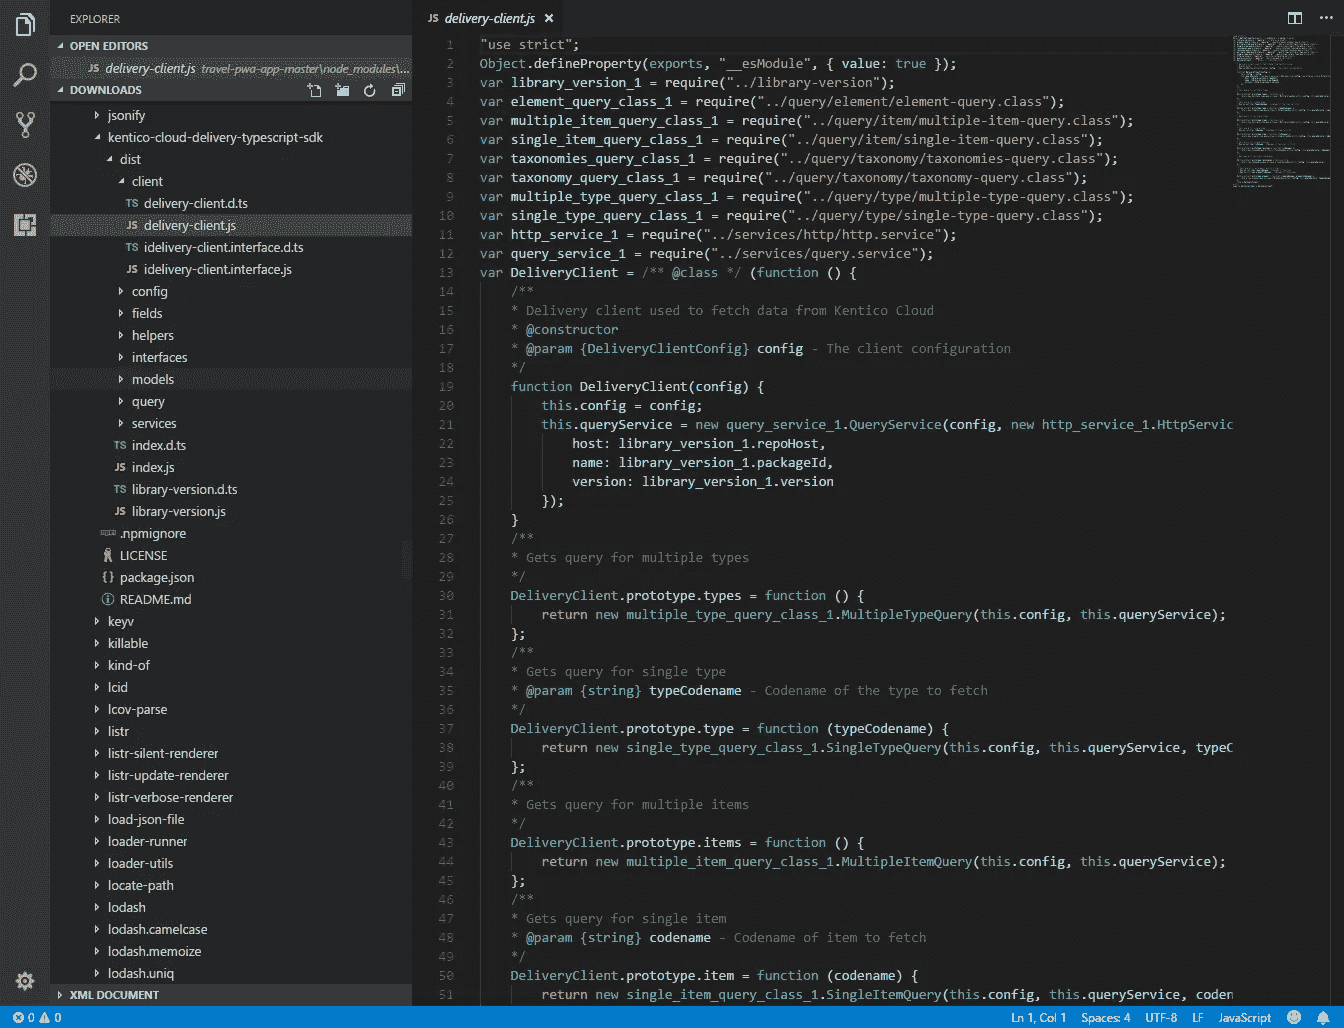 EXPLORER
OPEN EDITORS
JS delivery-client.js travel-pwa-app-master\node_modules\...
DOWNLOADS
jsonify
kentico-cloud-delivery-typescript-sdk
dist
client
TS delivery-client.d.ts
JS delivery-client.js
TS idelivery-client.interface.d.ts
JS idelivery-client.interface.js
config
fields
helpers
interfaces
models
query
services
TS index.d.ts
JS index.js
TS library-version.d.ts
JS library-version.js
.npmignore
LICENSE
{} package.json
README.md
keyv
killable
kind-of
lcid
lcov-parse
listr
listr-silent-renderer
listr-update-renderer
listr-verbose-renderer
load-json-file
loader-runner
loader-utils
locate-path
lodash
lodash.camelcase
lodash.memoize
lodash.uniq
XML DOCUMENT
JS delivery-client.js
1 "use strict";
2 Object.defineProperty(exports, "__esModule", { value: true });
3 var library_version_1 = require("../library-version");
4 var element_query_class_1 = require("../query/element/element-query.class");
5 var multiple_item_query_class_1 = require("../query/item/multiple-item-query.class");
6 var single_item_query_class_1 = require("../query/item/single-item-query.class");
7 var taxonomies_query_class_1 = require("../query/taxonomy/taxonomies-query.class");
8 var taxonomy_query_class_1 = require("../query/taxonomy/taxonomy-query.class");
9 var multiple_type_query_class_1 = require("../query/type/multiple-type-query.class");
10 var single_type_query_class_1 = require("../query/type/single-type-query.class");
11 var http_service_1 = require("../services/http/http.service");
12 var query_service_1 = require("../services/query.service");
13 var DeliveryClient = /** @class */ (function () {
14 /**
15 * Delivery client used to fetch data from Kentico Cloud
16 * @constructor
17 * @param {DeliveryClientConfig} config - The client configuration
18 */
19 function DeliveryClient(config) {
20 this.config = config;
21 this.queryService = new query_service_1.QueryService(config, new http_service_1.HttpServic
22 host: library_version_1.repoHost,
23 name: library_version_1.packageId,
24 version: library_version_1.version
25 });
26 }
27 /**
28 * Gets query for multiple types
29 */
30 DeliveryClient.prototype.types = function () {
31 return new multiple_type_query_class_1.MultipleTypeQuery(this.config, this.queryService);
32 };
33 /**
34 * Gets query for single type
35 * @param {string} typeCodename - Codename of the type to fetch
36 */
37 DeliveryClient.prototype.type = function (typeCodename) {
38 return new single_type_query_class_1.SingleTypeQuery(this.config, this.queryService, typeC
39 };
40 /**
41 * Gets query for multiple items
42 */
43 DeliveryClient.prototype.items = function () {
44 return new multiple_item_query_class_1.MultipleItemQuery(this.config, this.queryService);
45 };
46 /**
47 * Gets query for single item
48 * @param {string} codename - Codename of item to fetch
49 */
50 DeliveryClient.prototype.item = function (codename) {
51 return new single_item_query_class_1.SingleItemQuery(this.config, this.queryService, coden
0 0
Ln 1, Col 1 Spaces: 4 UTF-8 LF JavaScript